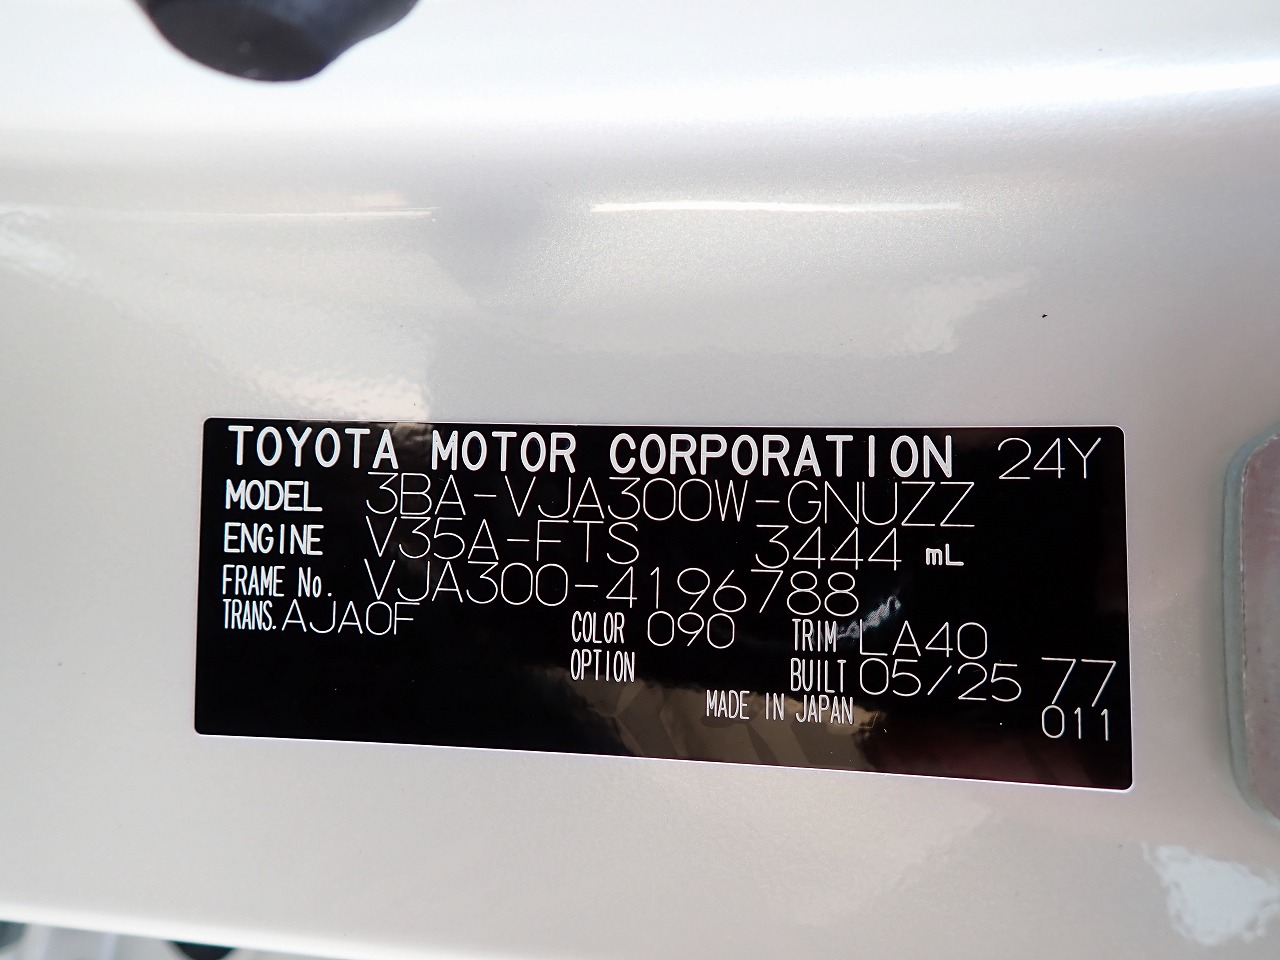 TOYOTA MOTOR CORPORATION 24Y
MODEL 3BA-VJA300W-GNUZZ
ENGINE V35A-FTS 3444 mL
FRAME No. VJA300-4196788
TRANS. AJA0F COLOR 090 TRIM LA40
OPTION BUILT 05/25 77
MADE IN JAPAN 011